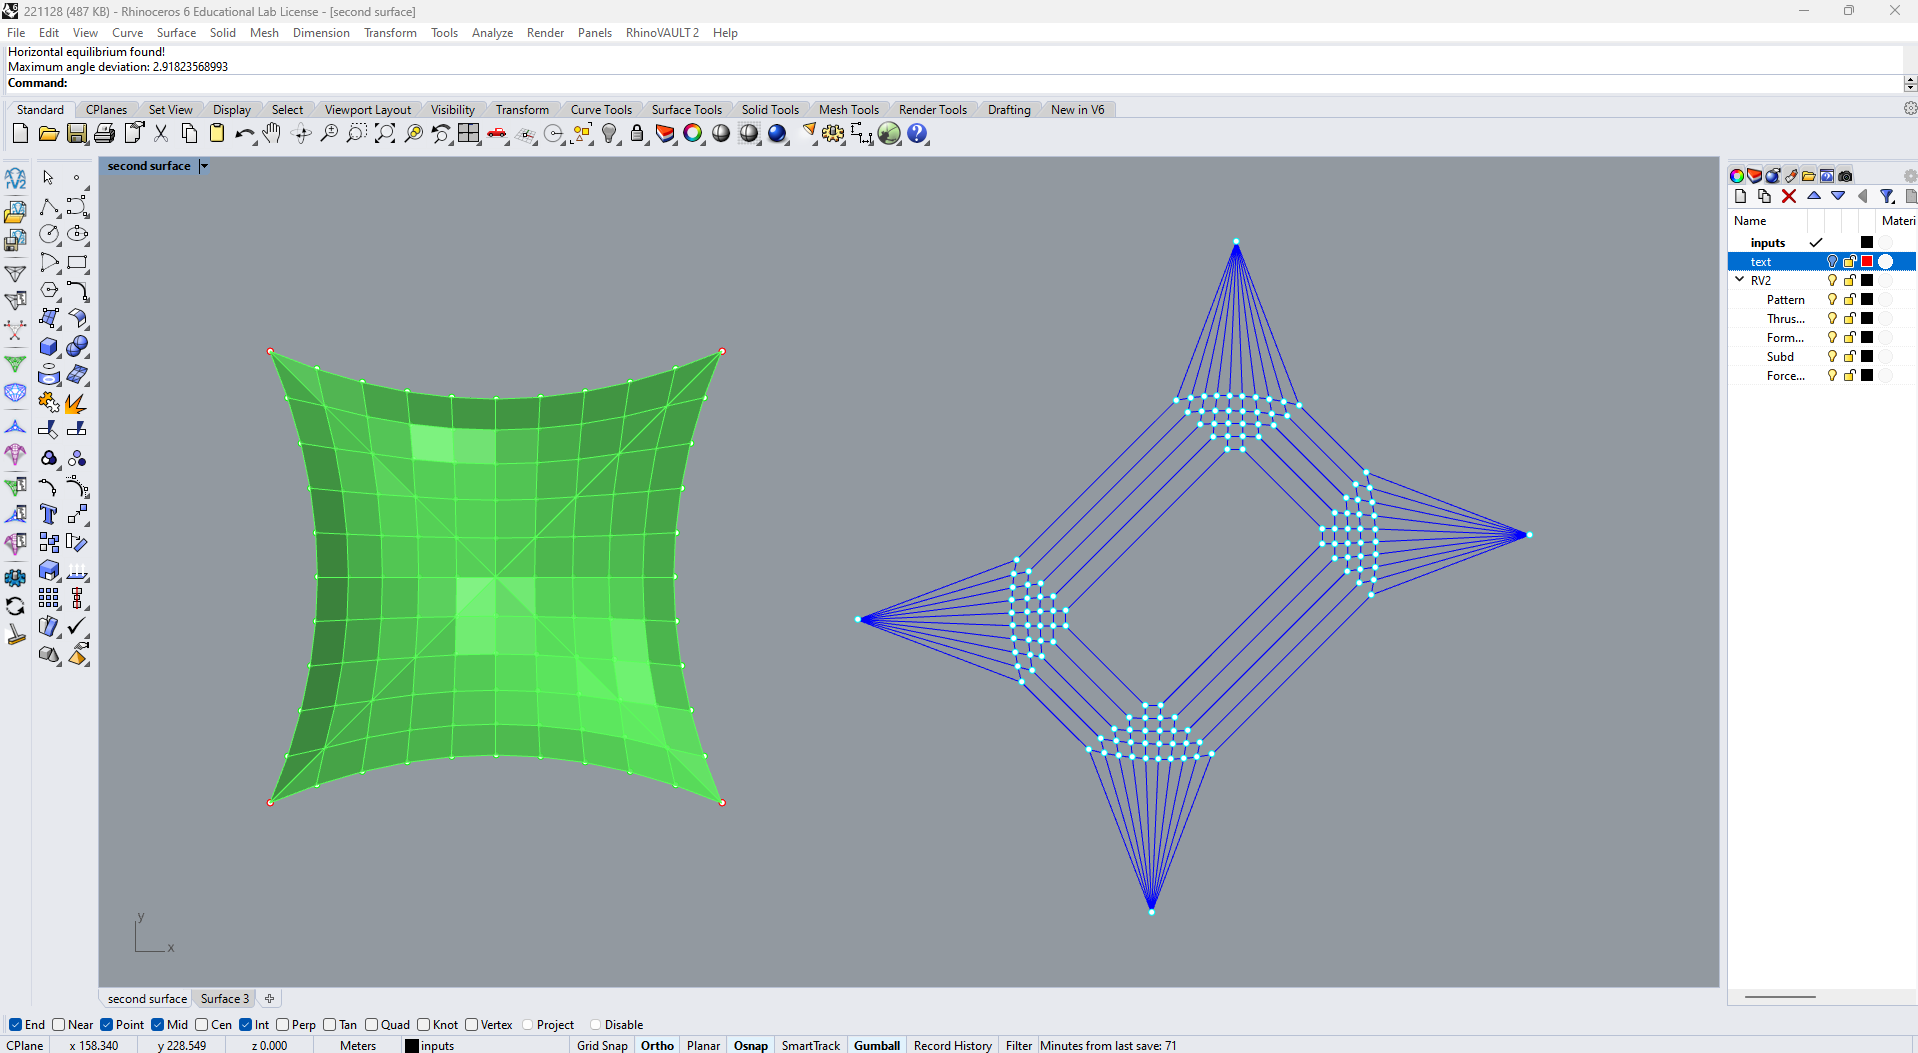 221128 (487 KB) - Rhinoceros 6 Educational Lab License - [second surface]
File Edit View Curve Surface Solid Mesh Dimension Transform Tools Analyze Render Panels RhinoVAULT2 Help
Horizontal equilibrium found!
Maximum angle deviation: 2.91823568993
Command:
Standard CPlanes Set View Display Select Viewport Layout Visibility Transform Curve Tools Surface Tools Solid Tools Mesh Tools Render Tools Drafting New in V6
second surface
Name Materi
inputs
text
RV2
Pattern
Thrus...
Form...
Subd
Force...
y
x
second surface Surface 3
End Near Point Mid Cen Int Perp Tan Quad Knot Vertex Project Disable
CPlane x 158.340 y 228.549 z 0.000 Meters inputs Grid Snap Ortho Planar Osnap SmartTrack Gumball Record History Filter Minutes from last save: 71